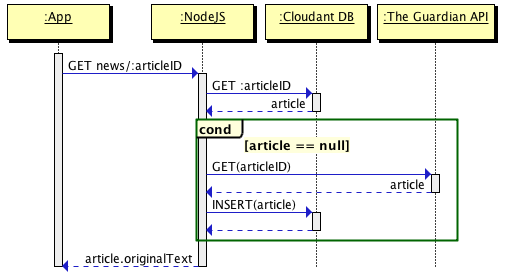 :App
:NodeJS
:Cloudant DB
:The Guardian API
GET news/:articleID
GET :articleID
article
cond
[article == null]
GET(articleID)
article
INSERT(article)
article.originalText